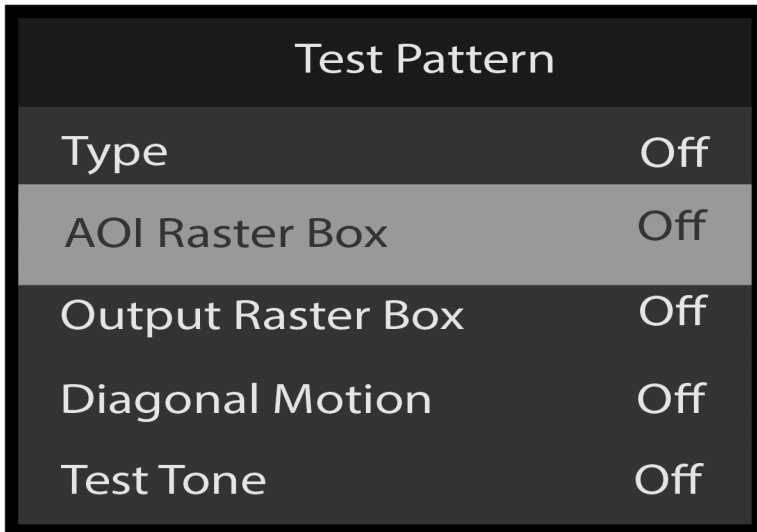 Test Pattern
Type Off
AOI Raster Box Off
Output Raster Box Off
Diagonal Motion Off
Test Tone Off